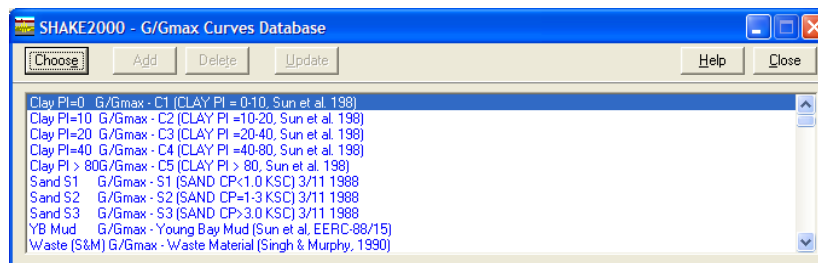 SHAKE2000 - G/Gmax Curves Database
Choose Add Delete Update Help Close
Clay PI=0 G/Gmax - C1 (CLAY PI = 0-10, Sun et al. 198)
Clay PI=10 G/Gmax - C2 (CLAY PI =10-20, Sun et al. 198)
Clay PI=20 G/Gmax - C3 (CLAY PI =20-40, Sun et al. 198)
Clay PI=40 G/Gmax - C4 (CLAY PI =40-80, Sun et al. 198)
Clay PI > 80G/Gmax - C5 (CLAY PI > 80, Sun et al. 198)
Sand S1 G/Gmax - S1 (SAND CP<1.0 KSC) 3/11 1988
Sand S2 G/Gmax - S2 (SAND CP=1-3 KSC) 3/11 1988
Sand S3 G/Gmax - S3 (SAND CP>3.0 KSC) 3/11 1988
YB Mud G/Gmax - Young Bay Mud (Sun et al, EERC-88/15)
Waste (S&M) G/Gmax - Waste Material (Singh & Murphy, 1990)